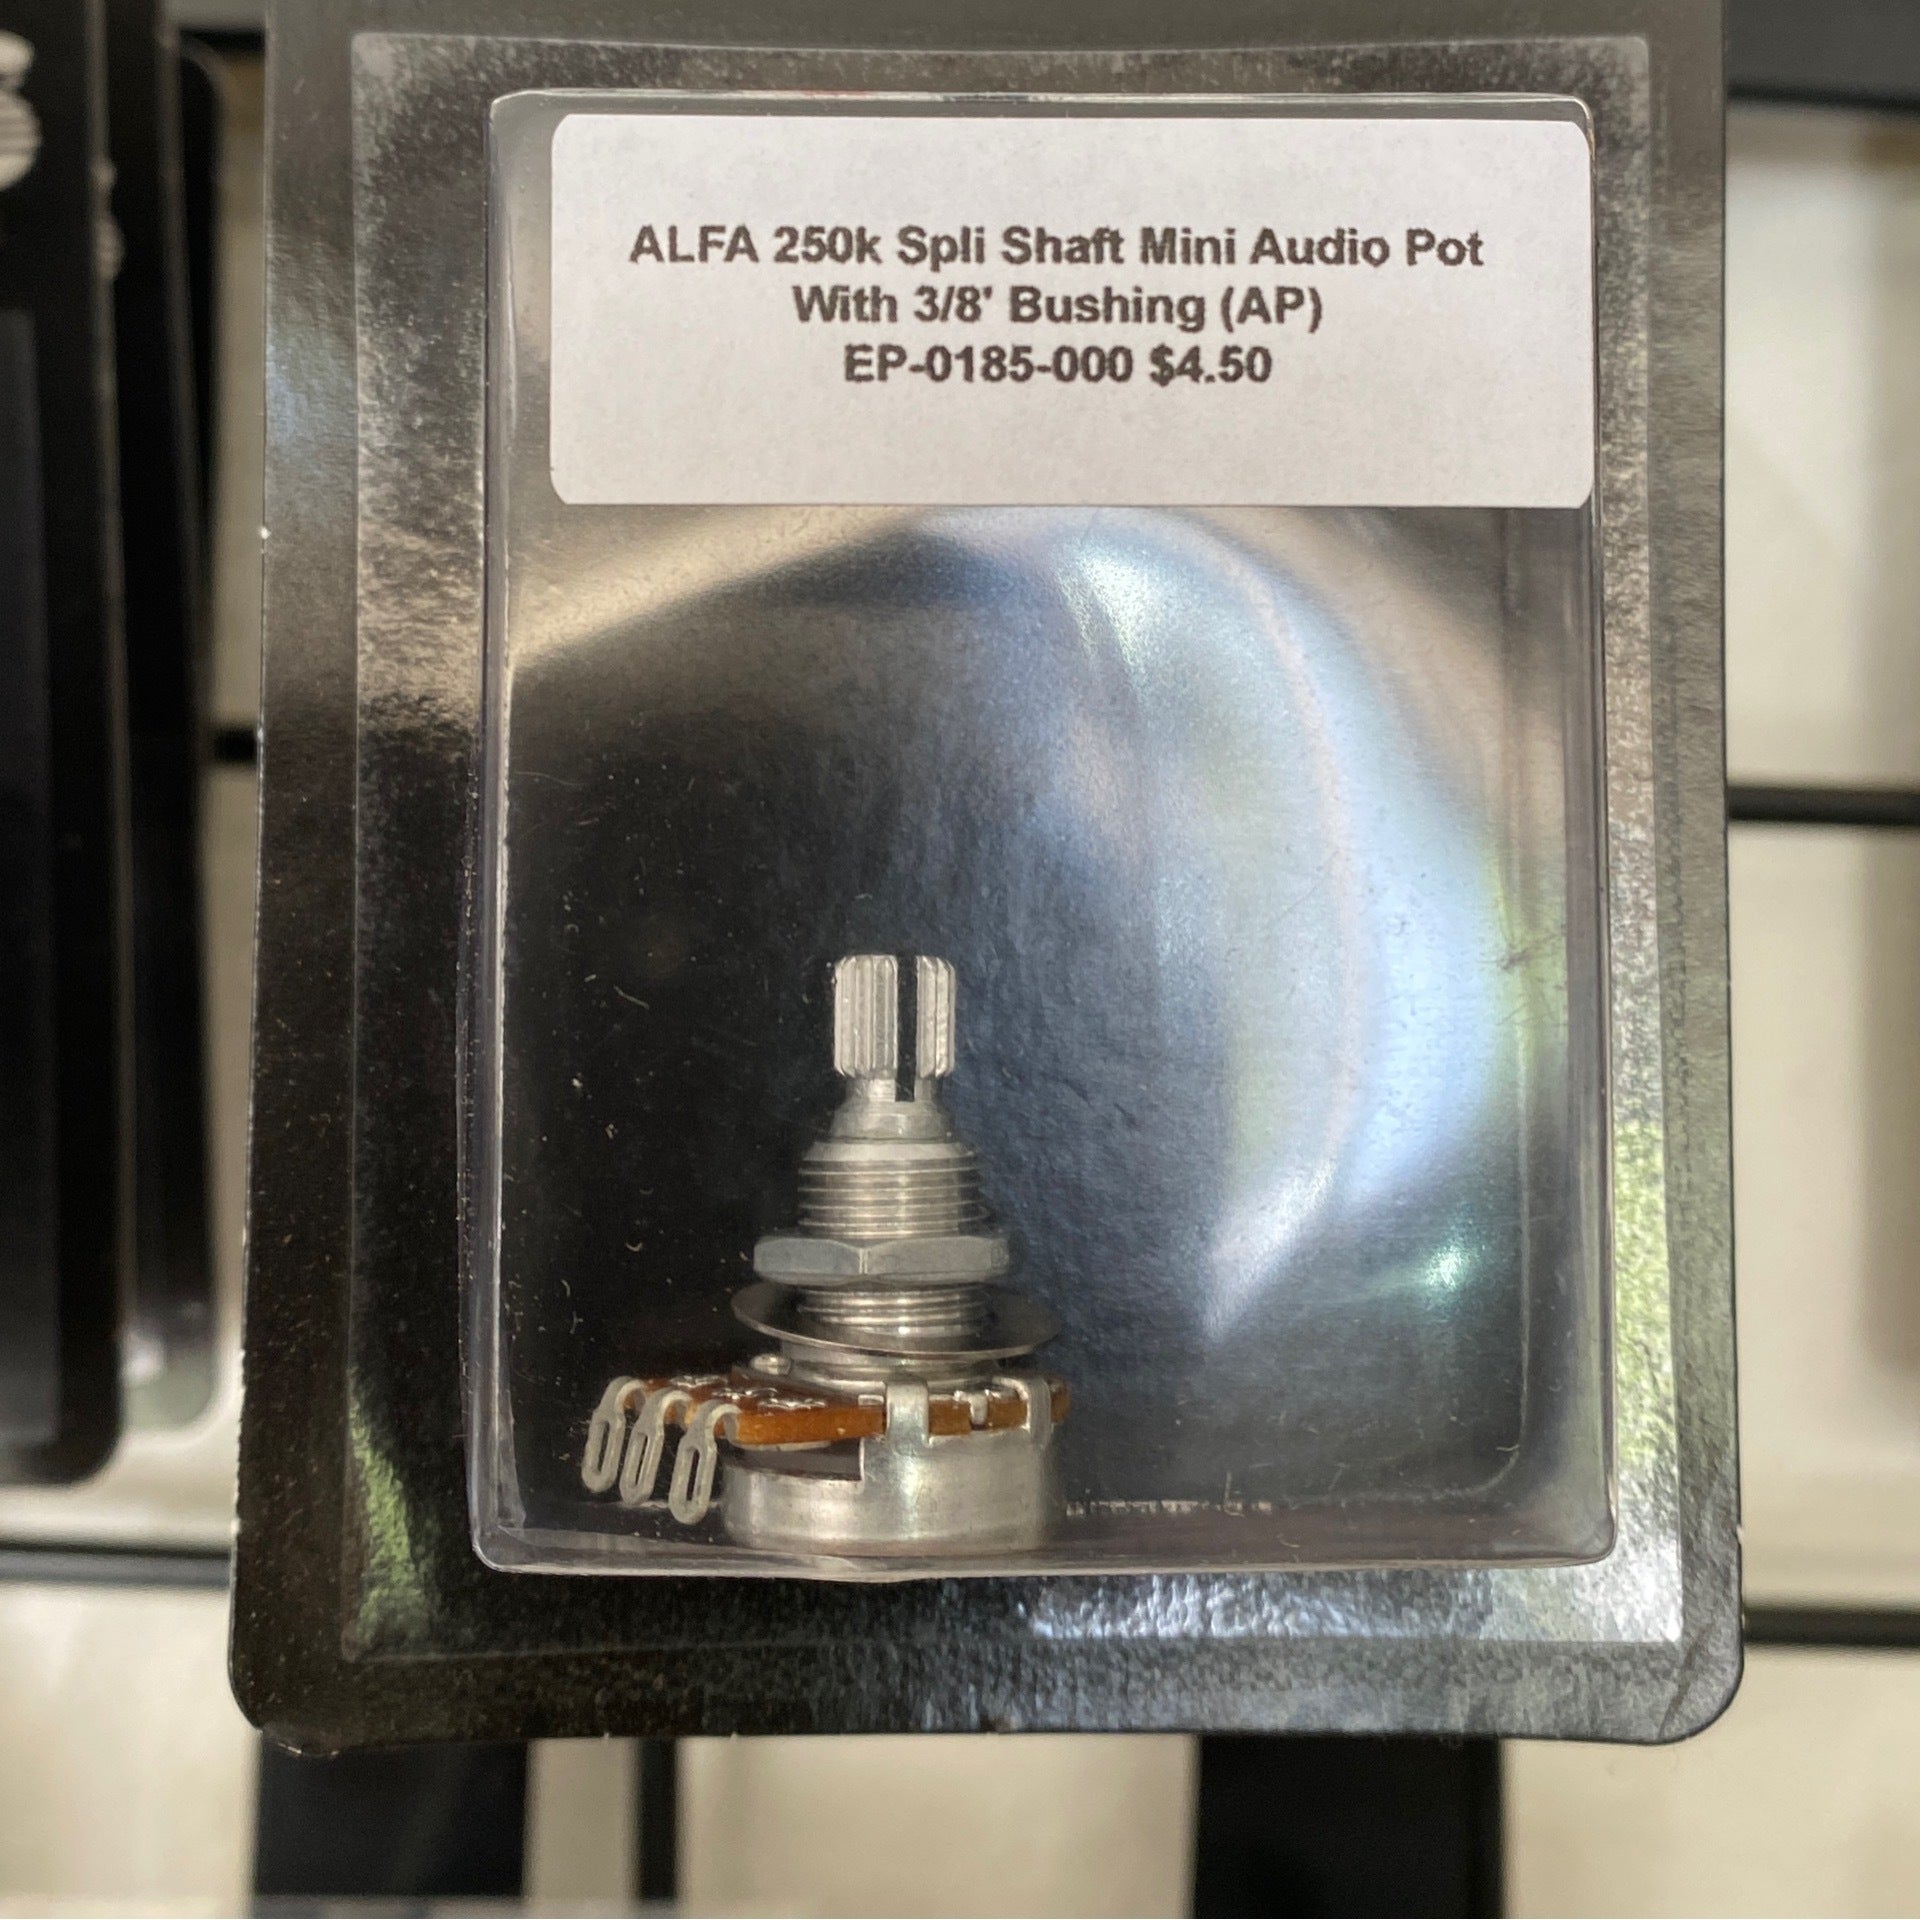 ALFA 250k Spli Shaft Mini Audio Pot
With 3/8' Bushing (AP)
EP-0185-000 $4.50